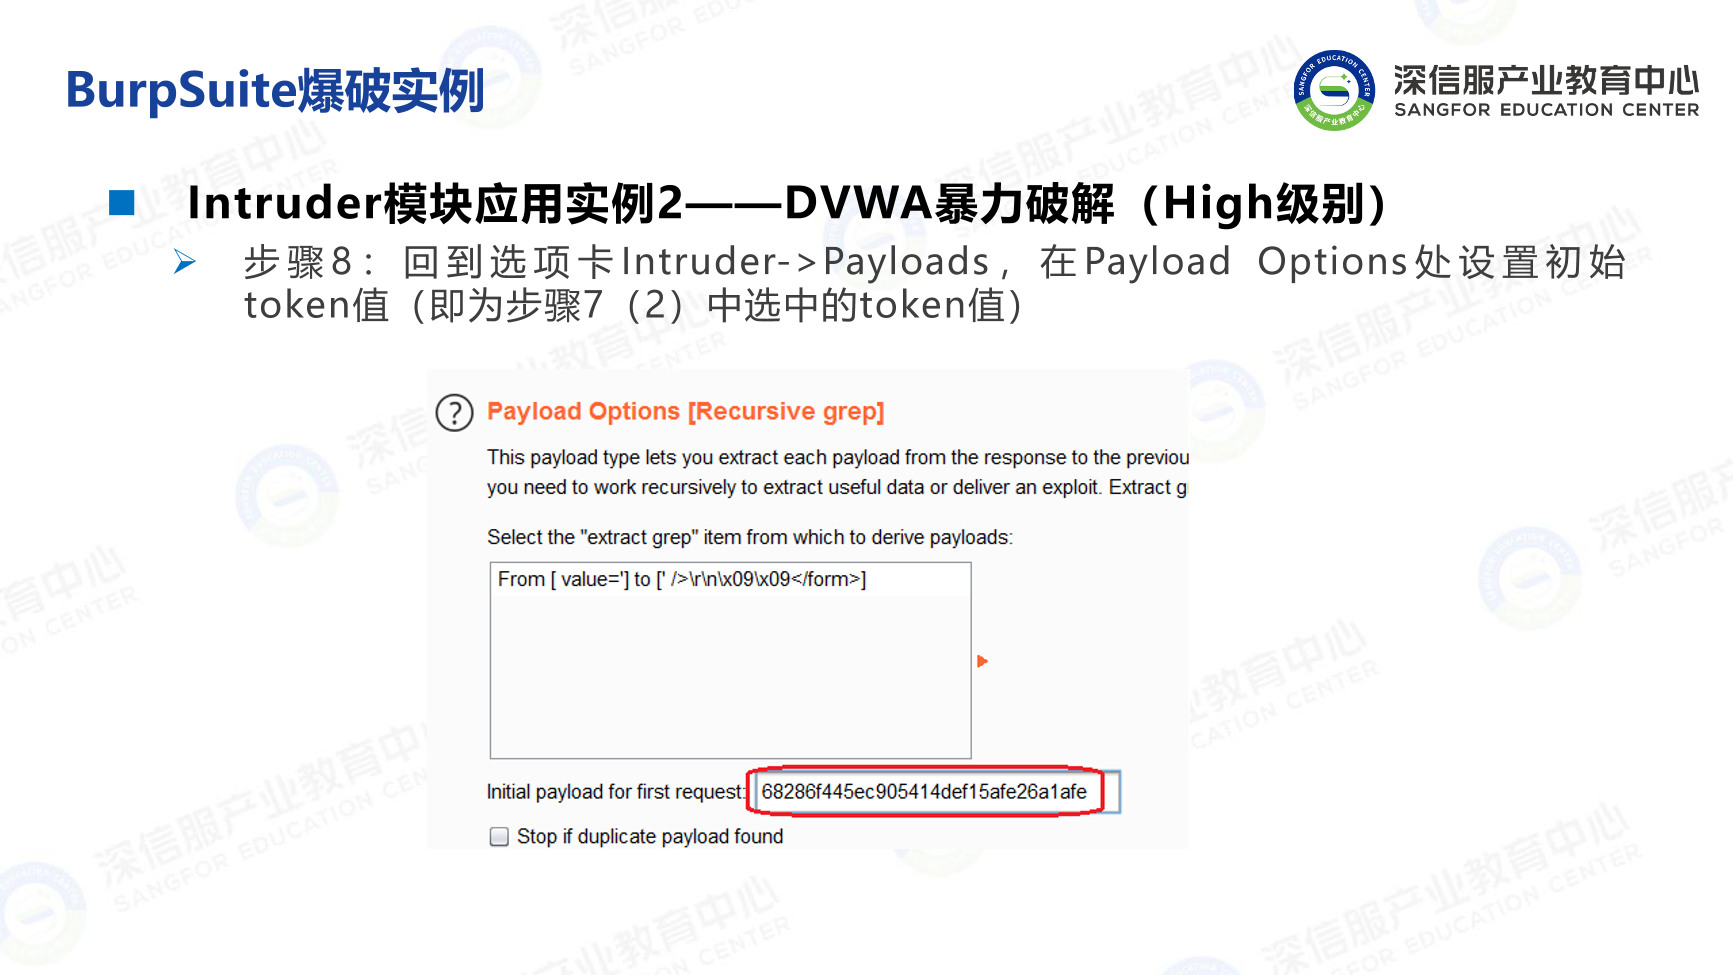 BurpSuite爆破实例
深信服产业教育中心
SANGFOR EDUCATION CENTER
Intruder模块应用实例2——DVWA暴力破解（High级别）
步骤8：回到选项卡Intruder->Payloads，在Payload Options处设置初始
token值（即为步骤7（2）中选中的token值）
Payload Options [Recursive grep]
This payload type lets you extract each payload from the response to the previou
you need to work recursively to extract useful data or deliver an exploit. Extract g
Select the "extract grep" item from which to derive payloads:
From [ value='] to [' />\r\n\x09\x09</form>]
Initial payload for first request: 68286f445ec905414def15afe26a1afe
Stop if duplicate payload found